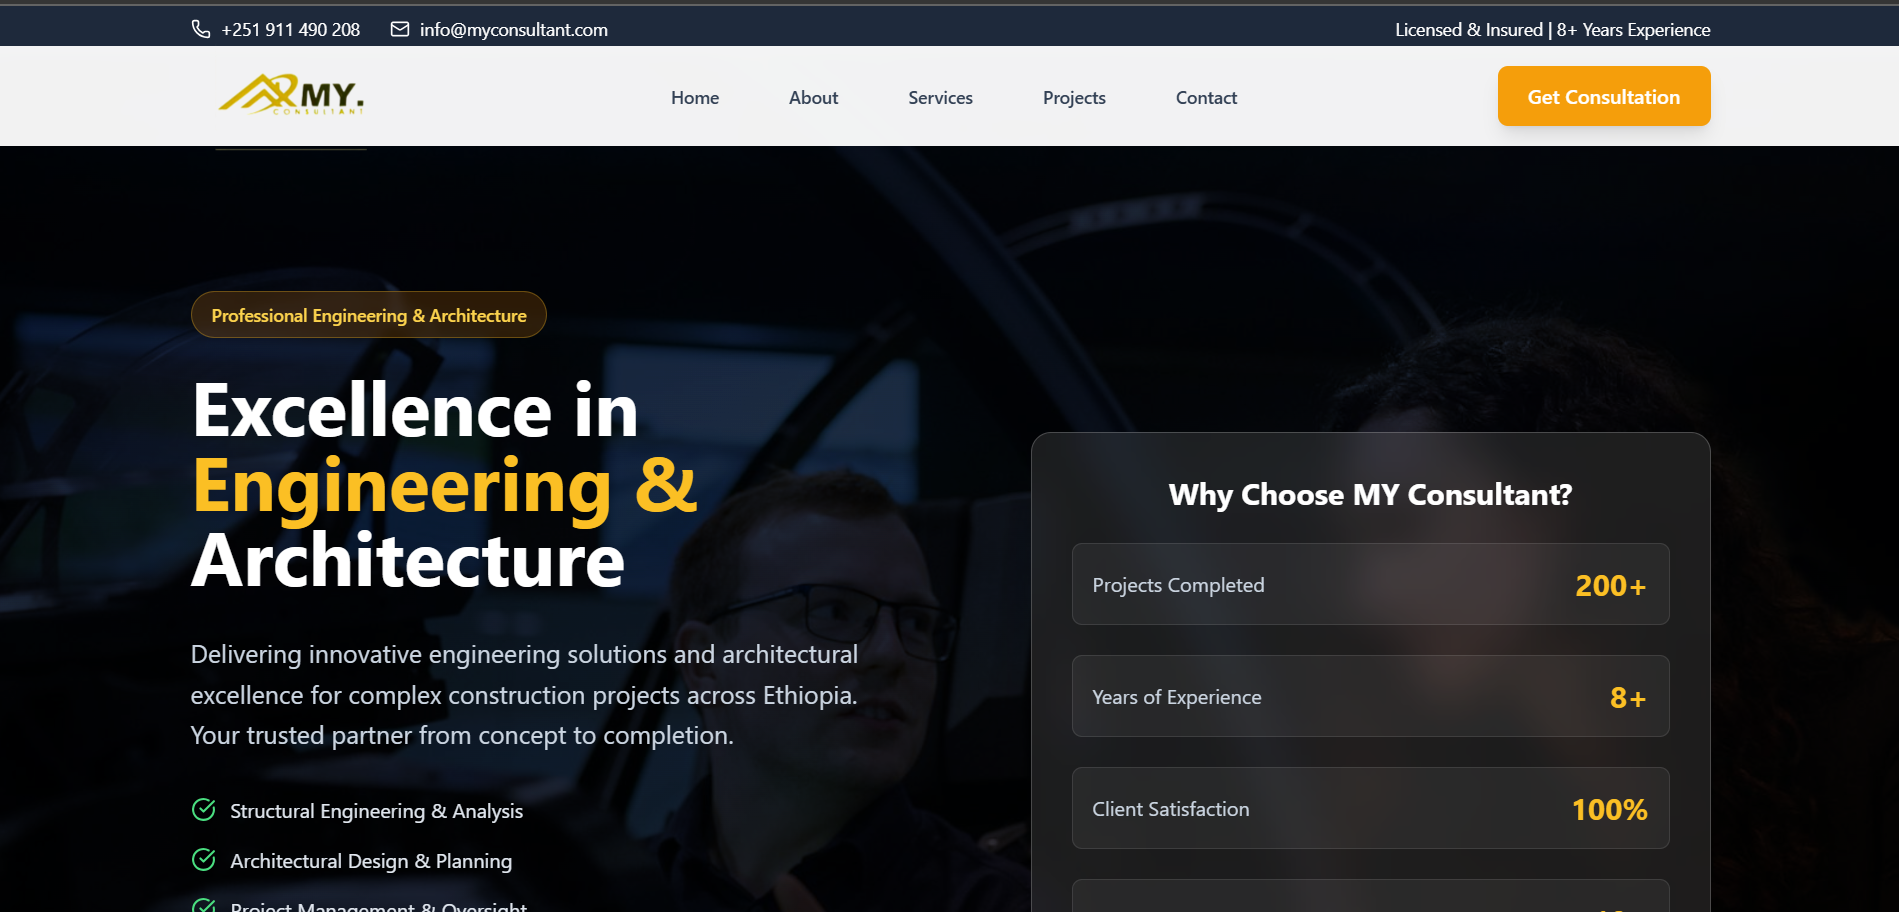 +251 911 490 208
info@myconsultant.com
Licensed & Insured | 8+ Years Experience
MY.
CONSULTANT
Home
About
Services
Projects
Contact
Get Consultation
Professional Engineering & Architecture
Excellence in
Engineering &
Architecture
Delivering innovative engineering solutions and architectural
excellence for complex construction projects across Ethiopia.
Your trusted partner from concept to completion.
Structural Engineering & Analysis
Architectural Design & Planning
Project Management & Oversight
Why Choose MY Consultant?
Projects Completed
200+
Years of Experience
8+
Client Satisfaction
100%